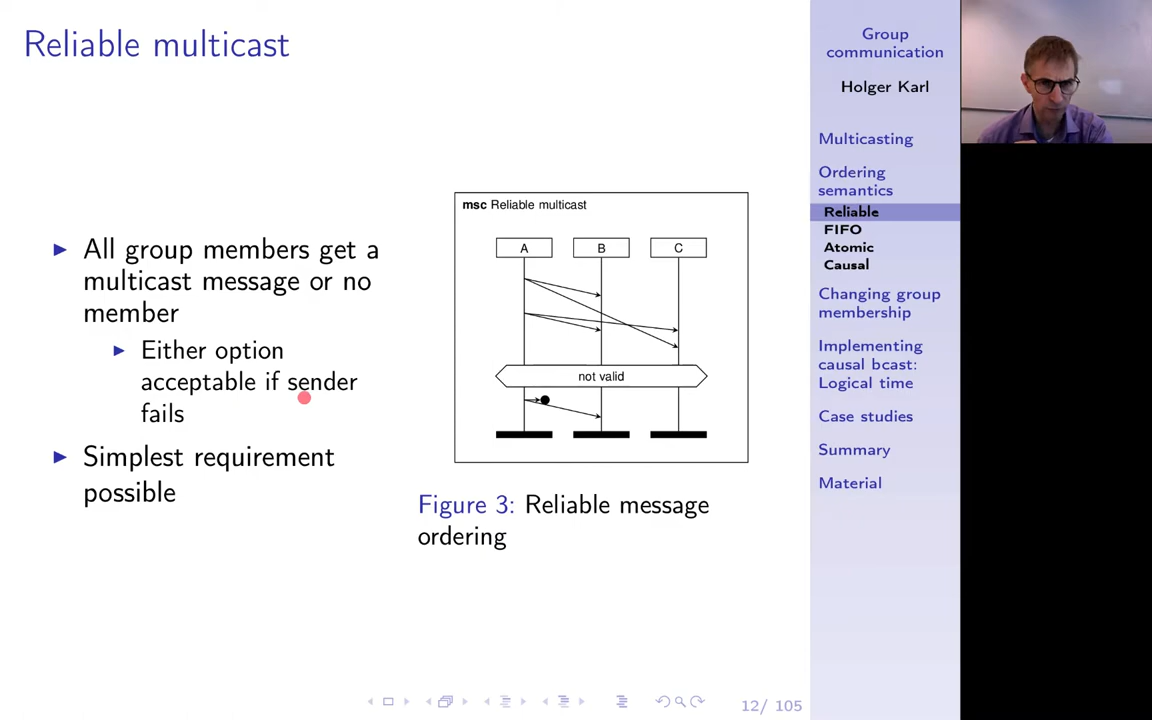 Reliable multicast
▶ All group members get a
multicast message or no
member
▶ Either option
acceptable if sender
fails
▶ Simplest requirement
possible
msc Reliable multicast
A B C
not valid
Figure 3: Reliable message
ordering
Group
communication
Holger Karl
Multicasting
Ordering
semantics
Reliable
FIFO
Atomic
Causal
Changing group
membership
Implementing
causal bcast:
Logical time
Case studies
Summary
Material
12/ 105